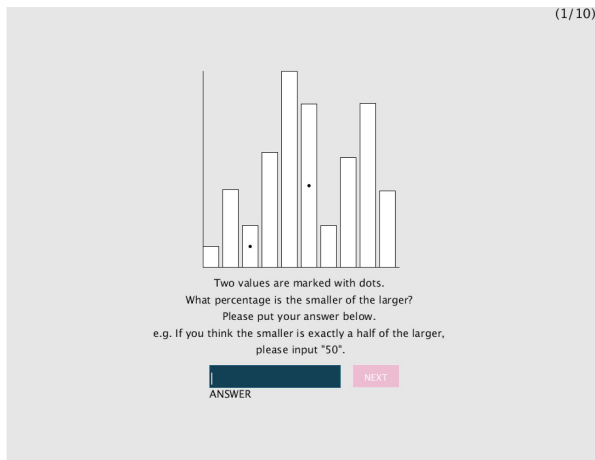 (1/10)
Two values are marked with dots.
What percentage is the smaller of the larger?
Please put your answer below.
e.g. If you think the smaller is exactly a half of the larger,
please input "50".
NEXT
ANSWER